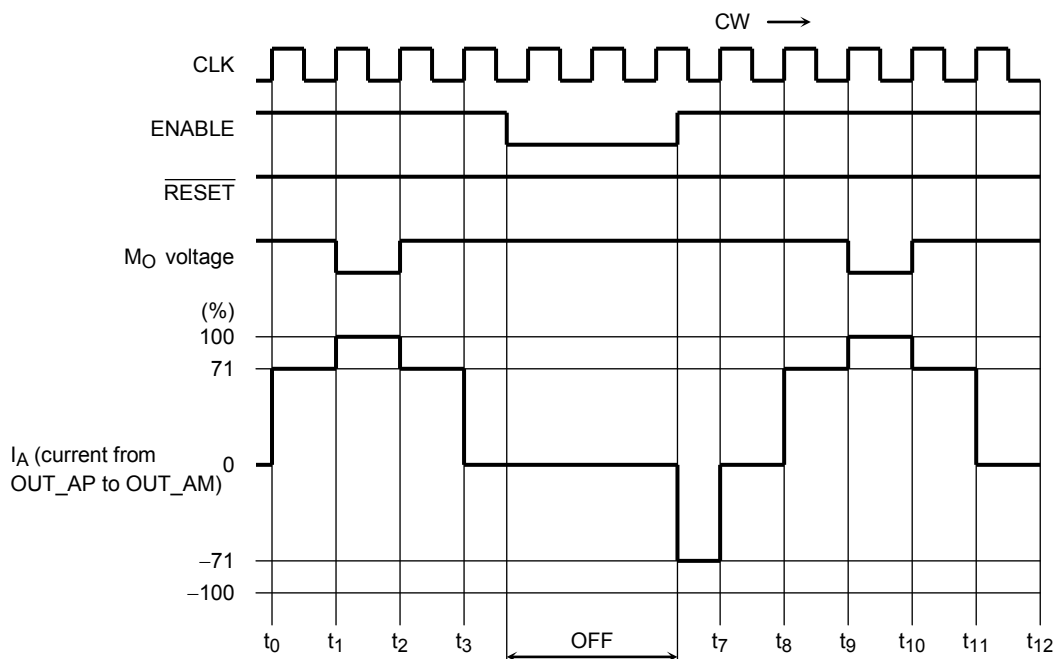 CW
CLK
ENABLE
RESET
MO voltage
(%)
100
71
IA (current from
OUT_AP to OUT_AM)
0
−71
−100
t0 t1 t2 t3 OFF t7 t8 t9 t10 t11 t12